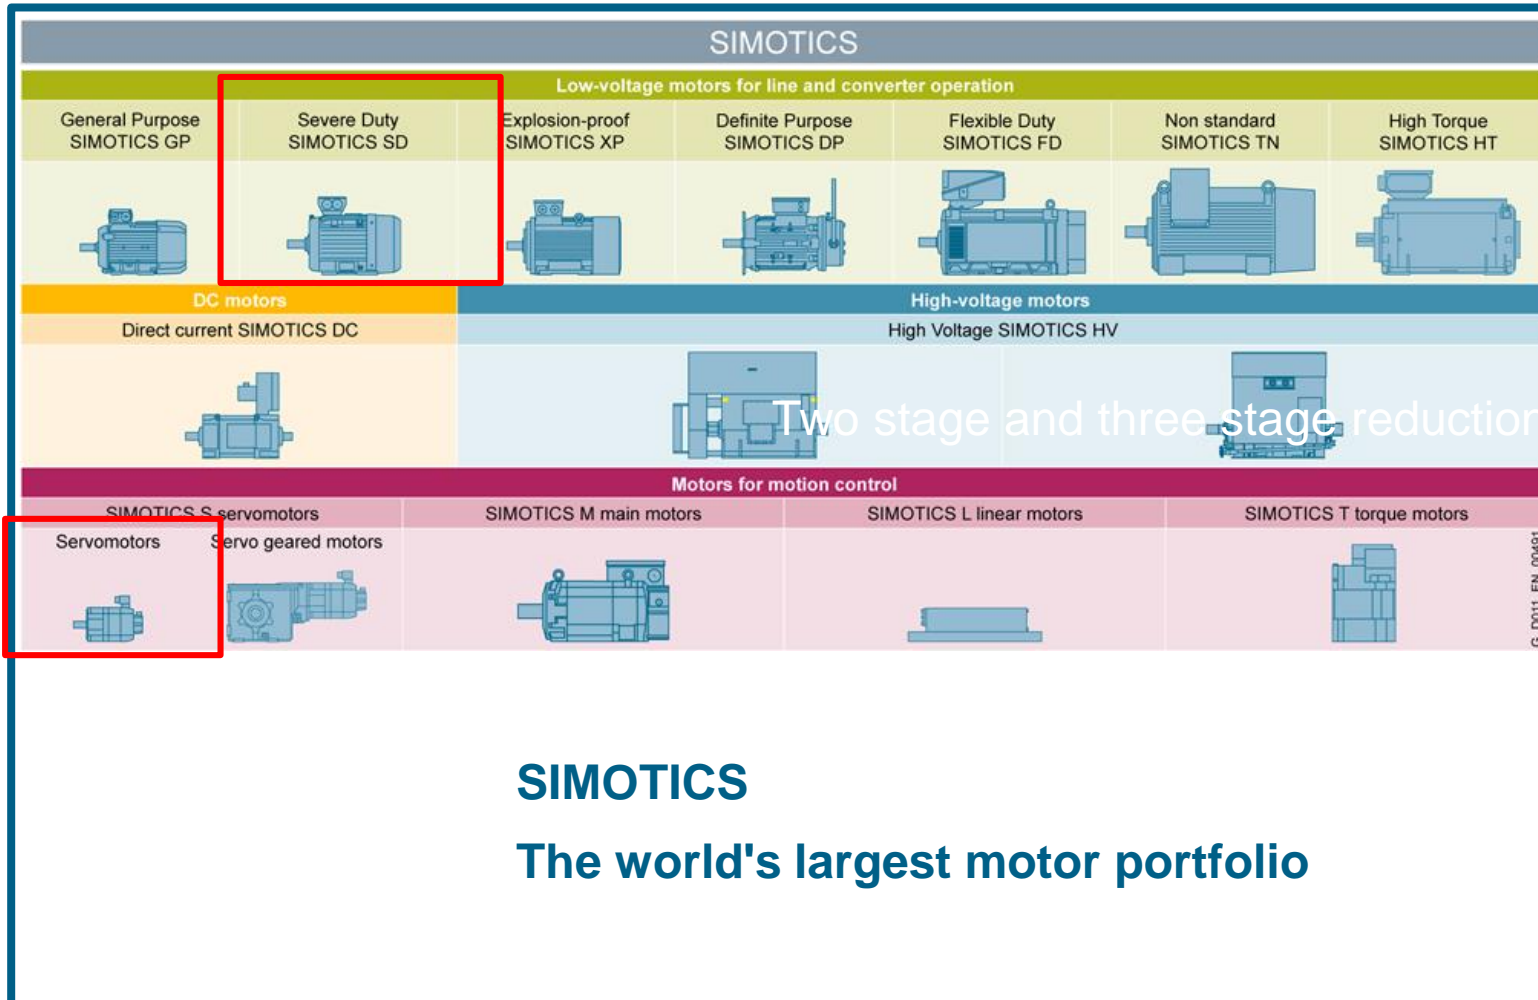 SIMOTICS
Low-voltage motors for line and converter operation
General Purpose
SIMOTICS GP
Severe Duty
SIMOTICS SD
Explosion-proof
SIMOTICS XP
Definite Purpose
SIMOTICS DP
Flexible Duty
SIMOTICS FD
Non standard
SIMOTICS TN
High Torque
SIMOTICS HT
DC motors
High-voltage motors
Direct current SIMOTICS DC
High Voltage SIMOTICS HV
Two stage and three stage reduction
Motors for motion control
SIMOTICS S servomotors
SIMOTICS M main motors
SIMOTICS L linear motors
SIMOTICS T torque motors
Servomotors
Servo geared motors
G_D011_EN_00491
SIMOTICS
The world's largest motor portfolio